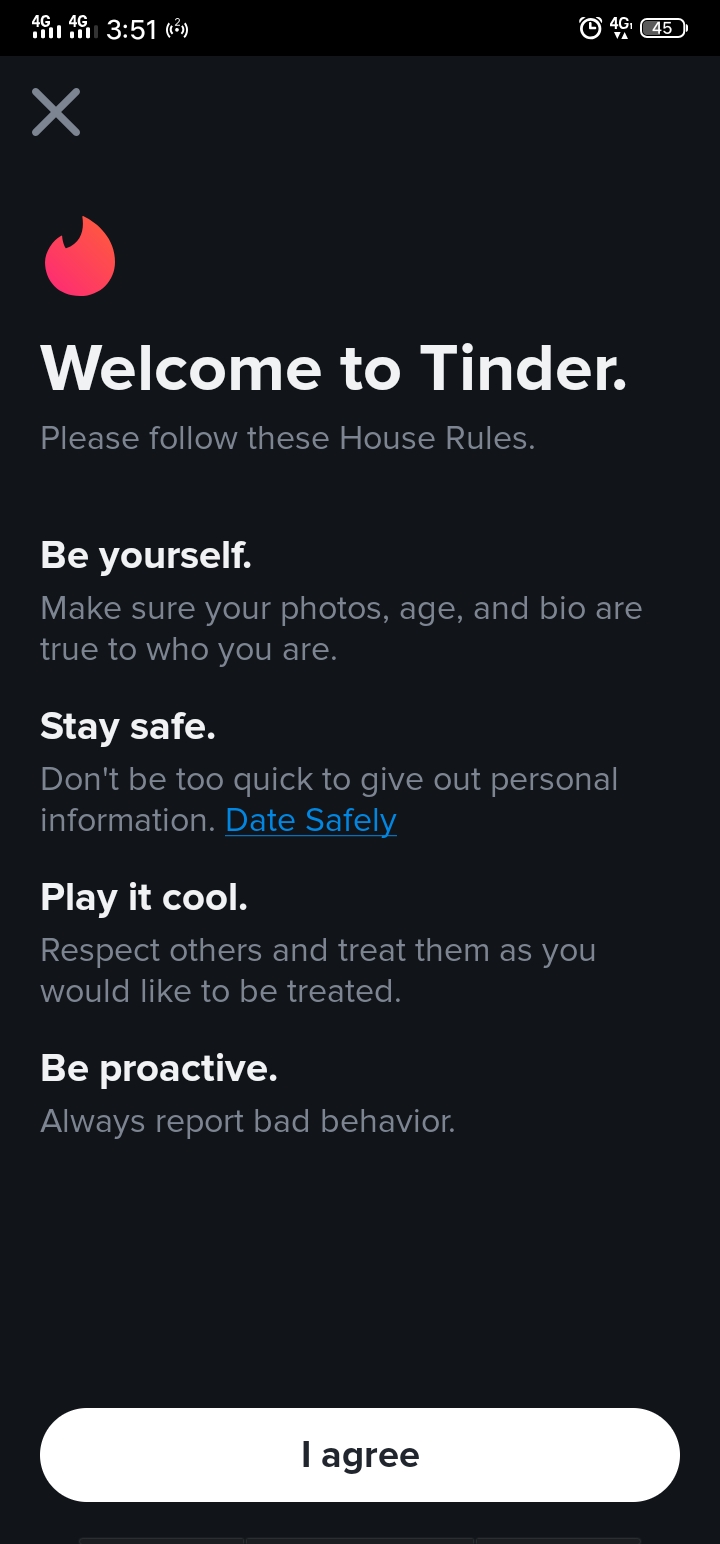 4G 4G 3:51 2 4G1 45
Welcome to Tinder.
Please follow these House Rules.
Be yourself.
Make sure your photos, age, and bio are
true to who you are.
Stay safe.
Don't be too quick to give out personal
information. Date Safely
Play it cool.
Respect others and treat them as you
would like to be treated.
Be proactive.
Always report bad behavior.
I agree